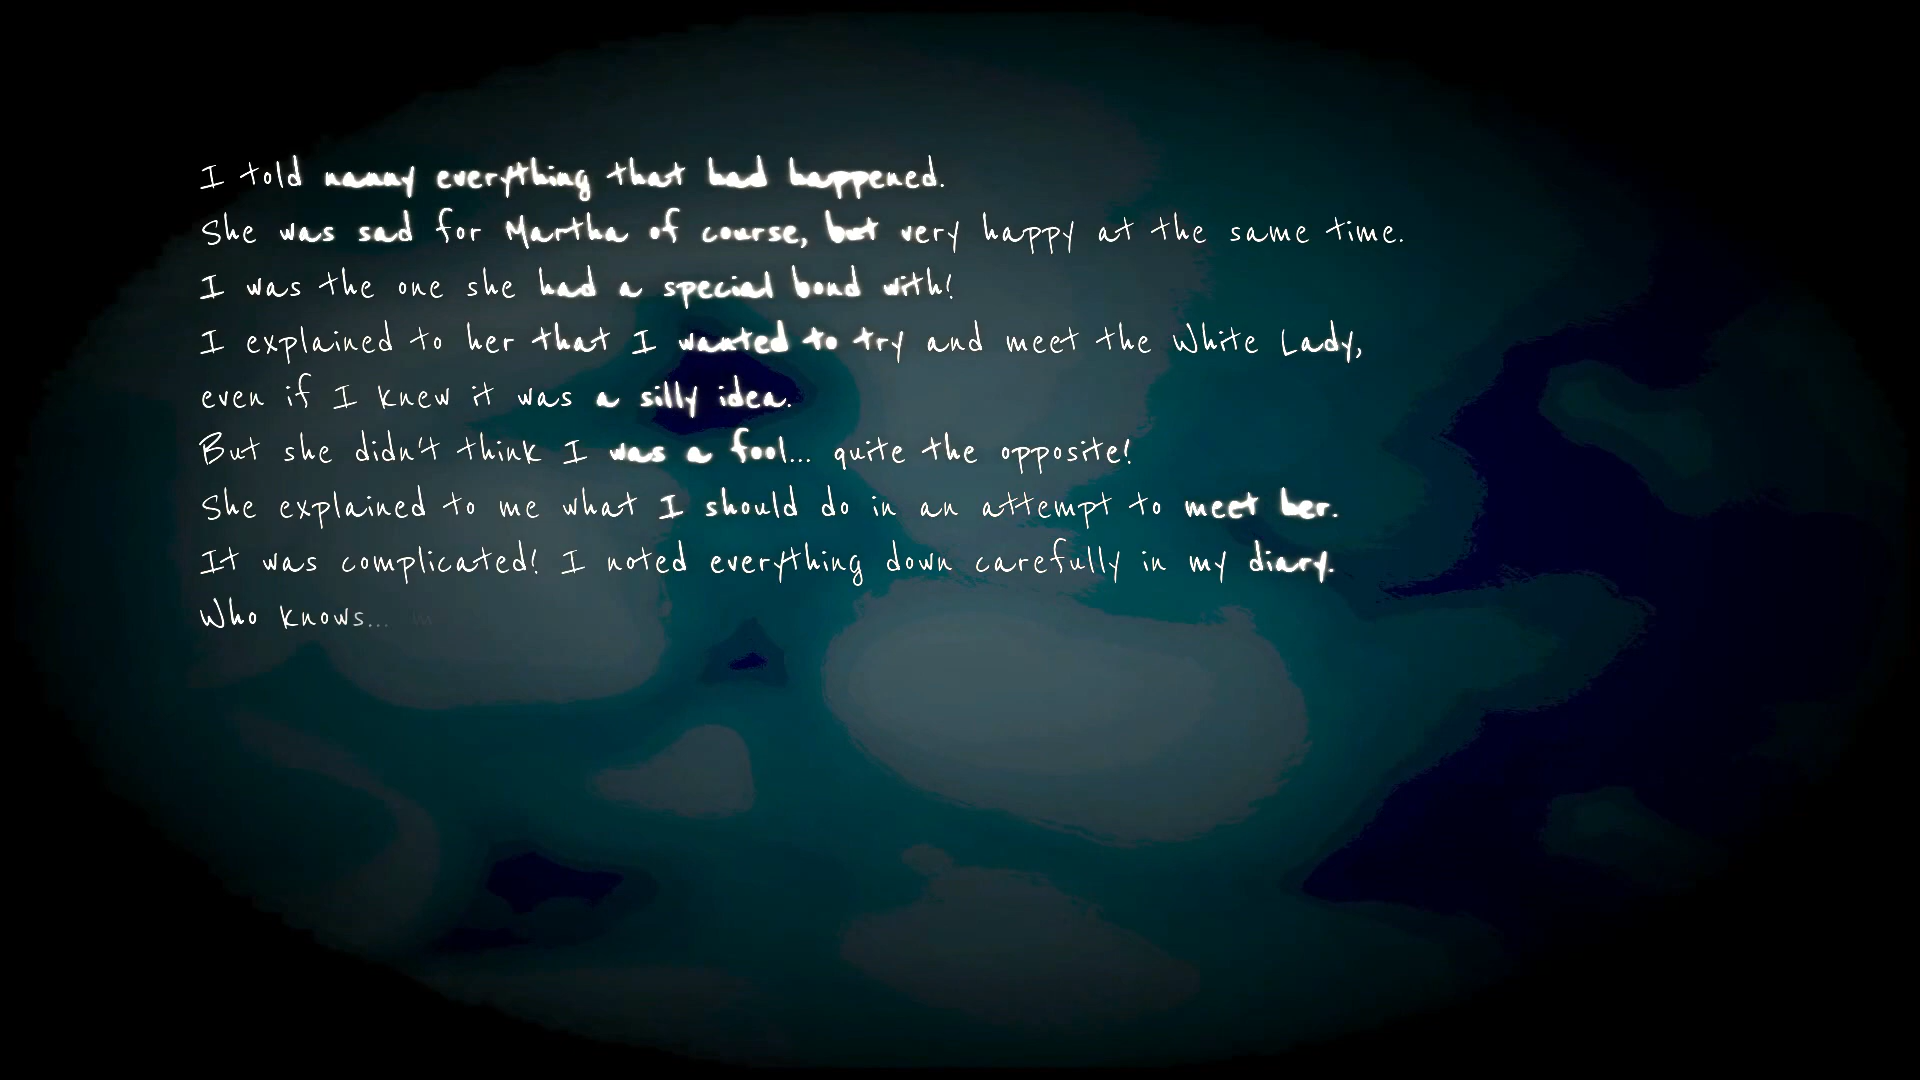 I told nanny everything that had happened.
She was sad for Martha of course, but very happy at the same time.
I was the one she had a special bond with!
I explained to her that I wanted to try and meet the White Lady,
even if I knew it was a silly idea.
But she didn't think I was a fool... quite the opposite!
She explained to me what I should do in an attempt to meet her.
It was complicated! I noted everything down carefully in my diary.
Who knows...